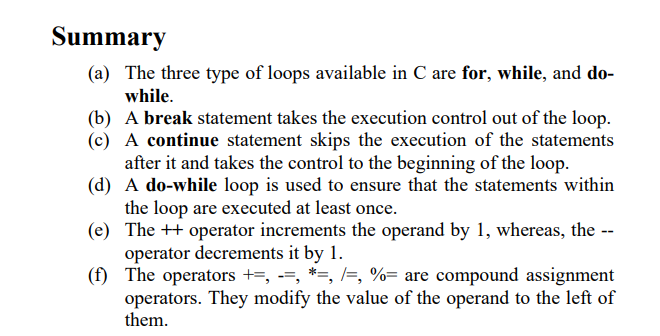 Summary
(a) The three type of loops available in C are for, while, and do-
while.
(b) A break statement takes the execution control out of the loop.
(c) A continue statement skips the execution of the statements
after it and takes the control to the beginning of the loop.
(d) A do-while loop is used to ensure that the statements within
the loop are executed at least once.
(e) The ++ operator increments the operand by 1, whereas, the --
operator decrements it by 1.
(f) The operators +=, -=, *=, /=, %= are compound assignment
operators. They modify the value of the operand to the left of
them.